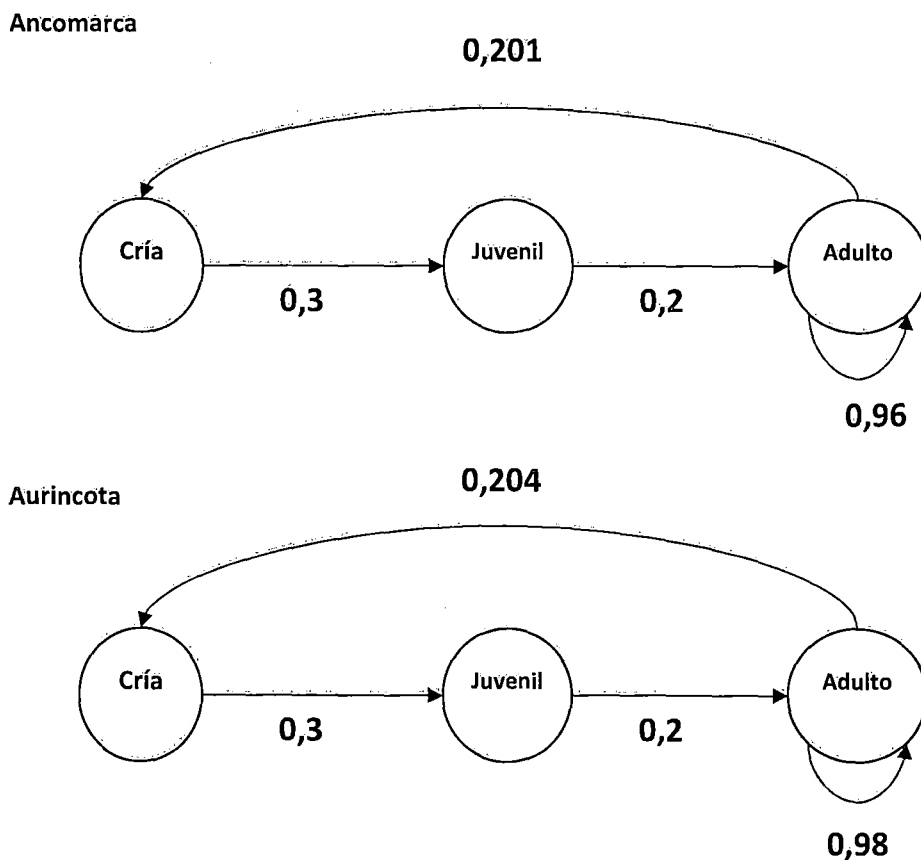 Ancomarca
0,201
Cría
Juvenil
Adulto
0,3
0,2
0,96
Aurincota
0,204
Cría
Juvenil
Adulto
0,3
0,2
0,98